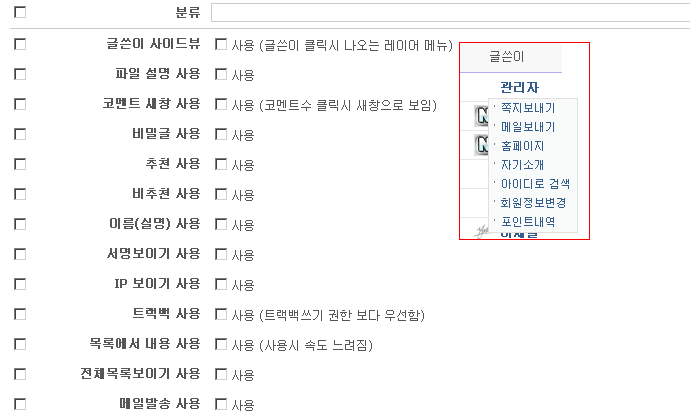 분류
글쓴이 사이드뷰 사용 (글쓴이 클릭시 나오는 레이어 메뉴)
파일 설명 사용 사용
코멘트 새창 사용 사용 (코멘트수 클릭시 새창으로 보임)
비밀글 사용 사용
추천 사용 사용
비추천 사용 사용
이름(실명) 사용 사용
서명보이기 사용 사용
IP 보이기 사용 사용
트랙백 사용 사용 (트랙백쓰기 권한 보다 우선함)
목록에서 내용 사용 사용 (사용시 속도 느려짐)
전체목록보이기 사용 사용
메일발송 사용 사용
글쓴이
관리자
· 쪽지보내기
· 메일보내기
· 홈페이지
· 자기소개
· 아이디로 검색
· 회원정보변경
· 포인트내역